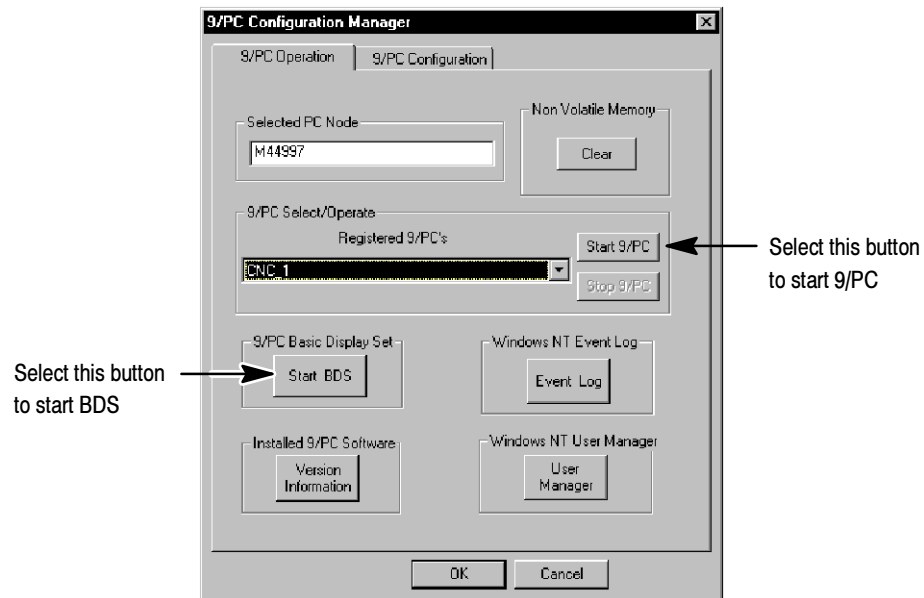 9/PC Configuration Manager
9/PC Operation
9/PC Configuration
Selected PC Node
M44997
Non Volatile Memory
Clear
9/PC Select/Operate
Registered 9/PC's
CNC_1
Start 9/PC
Stop 9/PC
Select this button
to start 9/PC
9/PC Basic Display Set
Start BDS
Select this button
to start BDS
Windows NT Event Log
Event Log
Installed 9/PC Software
Version
Information
Windows NT User Manager
User
Manager
OK
Cancel